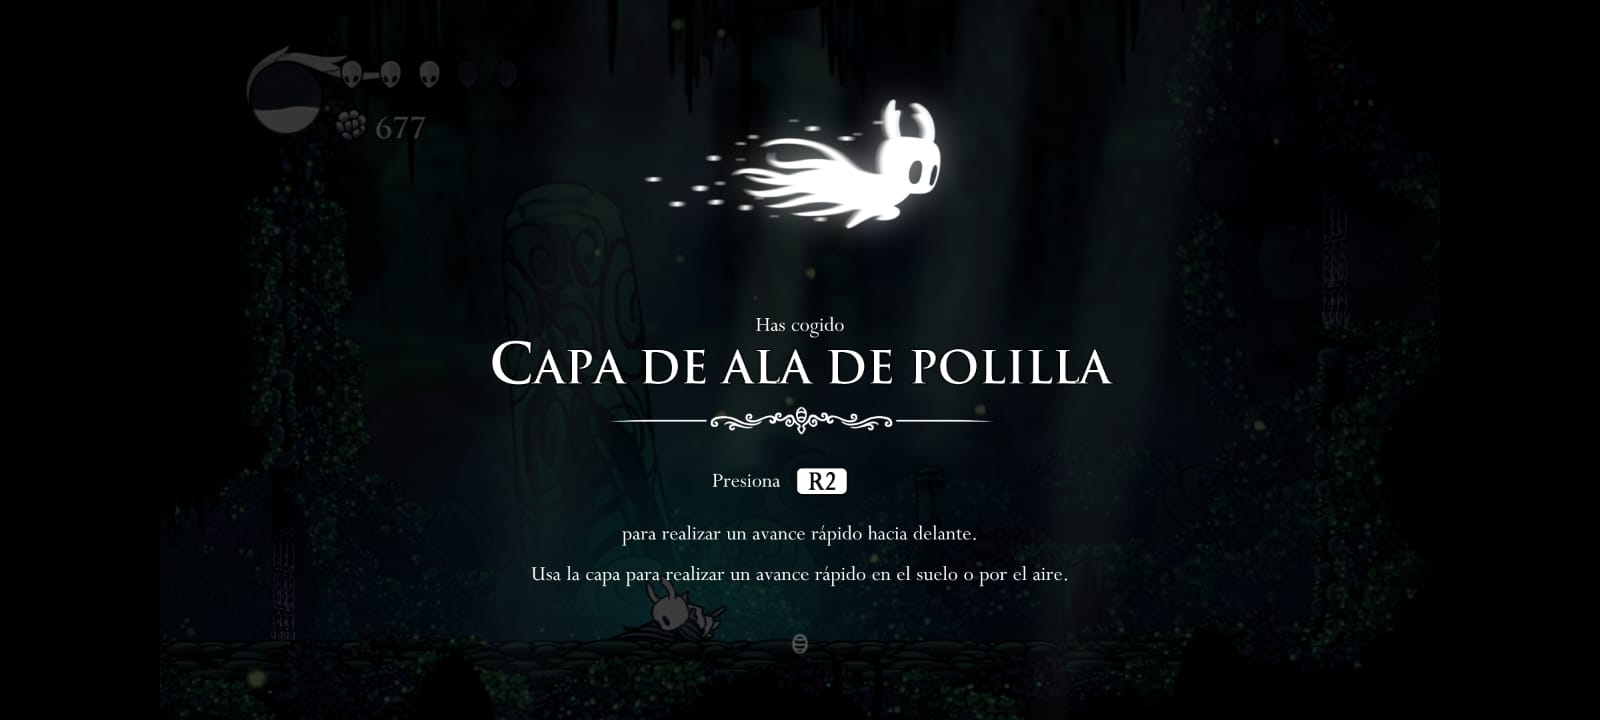 677
Has cogido
Capa de ala de polilla
Presiona R2
para realizar un avance rápido hacia delante.
Usa la capa para realizar un avance rápido en el suelo o por el aire.